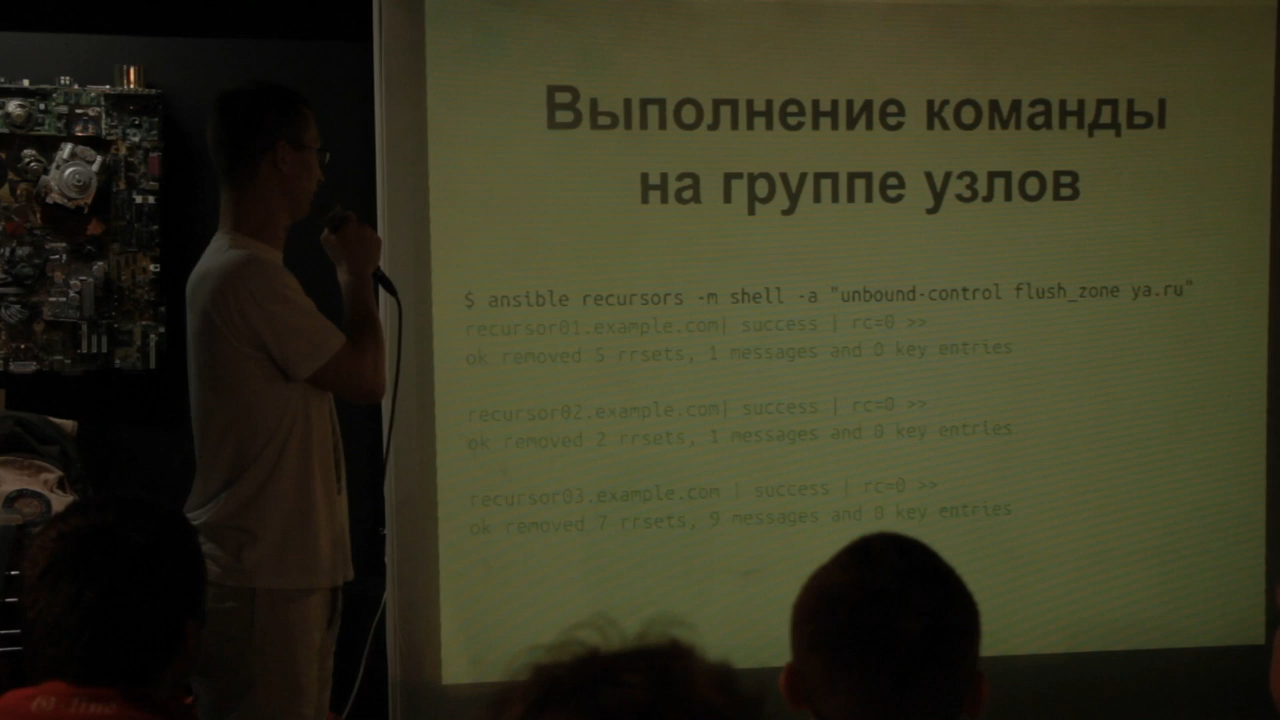 Выполнение команды
на группе узлов
$ ansible recursors -m shell -a "unbound-control flush_zone ya.ru"
recursor01.example.com| success | rc=0 >>
ok removed 5 rrsets, 1 messages and 0 key entries
recursor02.example.com| success | rc=0 >>
ok removed 2 rrsets, 1 messages and 0 key entries
recursor03.example.com | success | rc=0 >>
ok removed 7 rrsets, 9 messages and 0 key entries